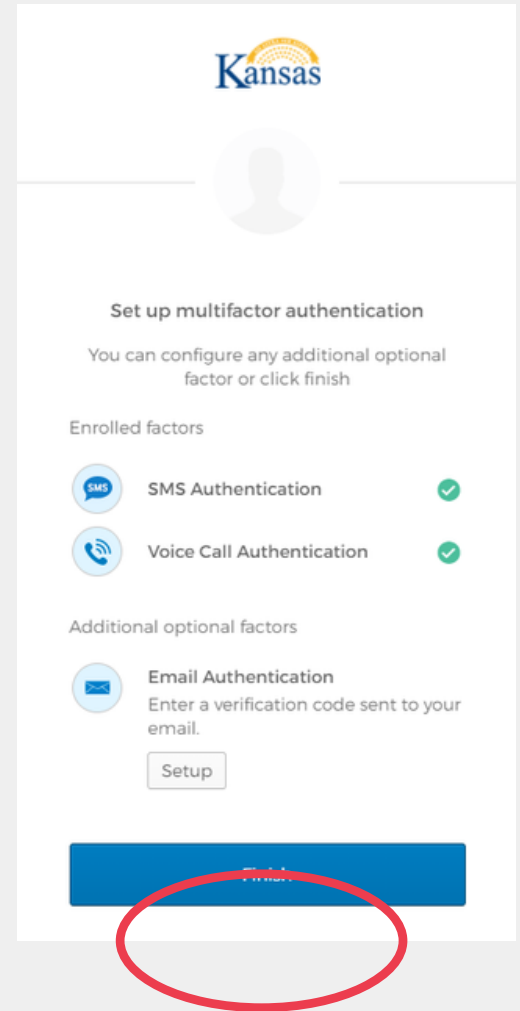 Kansas
Set up multifactor authentication
You can configure any additional optional
factor or click finish
Enrolled factors
SMS
SMS Authentication
Voice Call Authentication
Additional optional factors
Email Authentication
Enter a verification code sent to your
email.
Setup
Finish